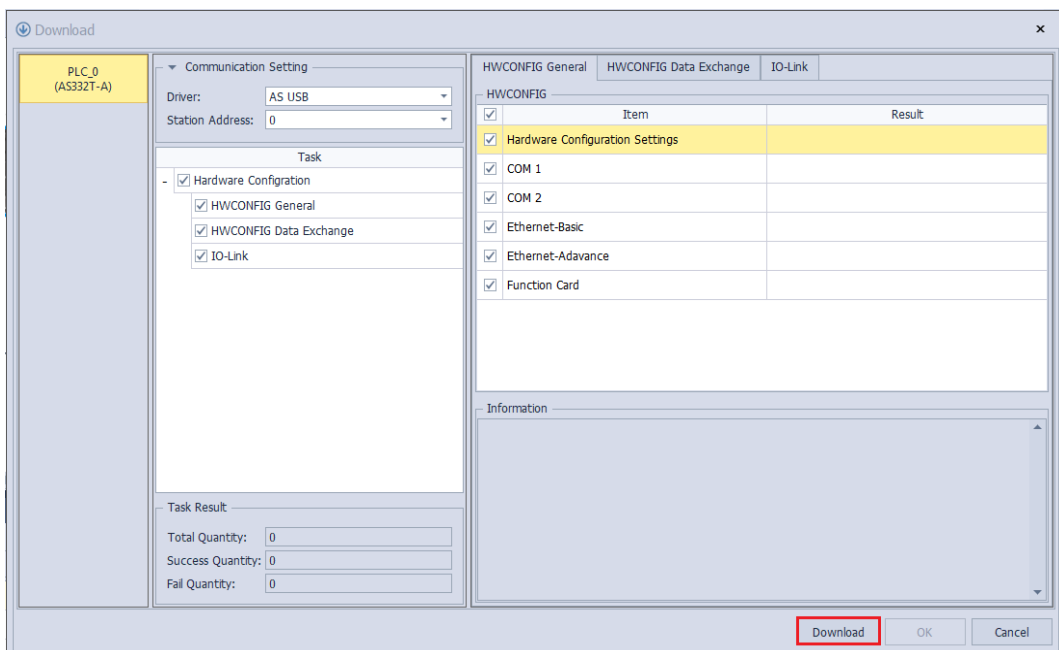 Download
PLC_0
(AS332T-A)
Communication Setting
Driver: AS USB
Station Address: 0
Task
- Hardware Configration
HWCONFIG General
HWCONFIG Data Exchange
IO-Link
Task Result
Total Quantity: 0
Success Quantity: 0
Fail Quantity: 0
HWCONFIG General HWCONFIG Data Exchange IO-Link
HWCONFIG
Item Result
Hardware Configuration Settings
COM 1
COM 2
Ethernet-Basic
Ethernet-Adavance
Function Card
Information
Download OK Cancel